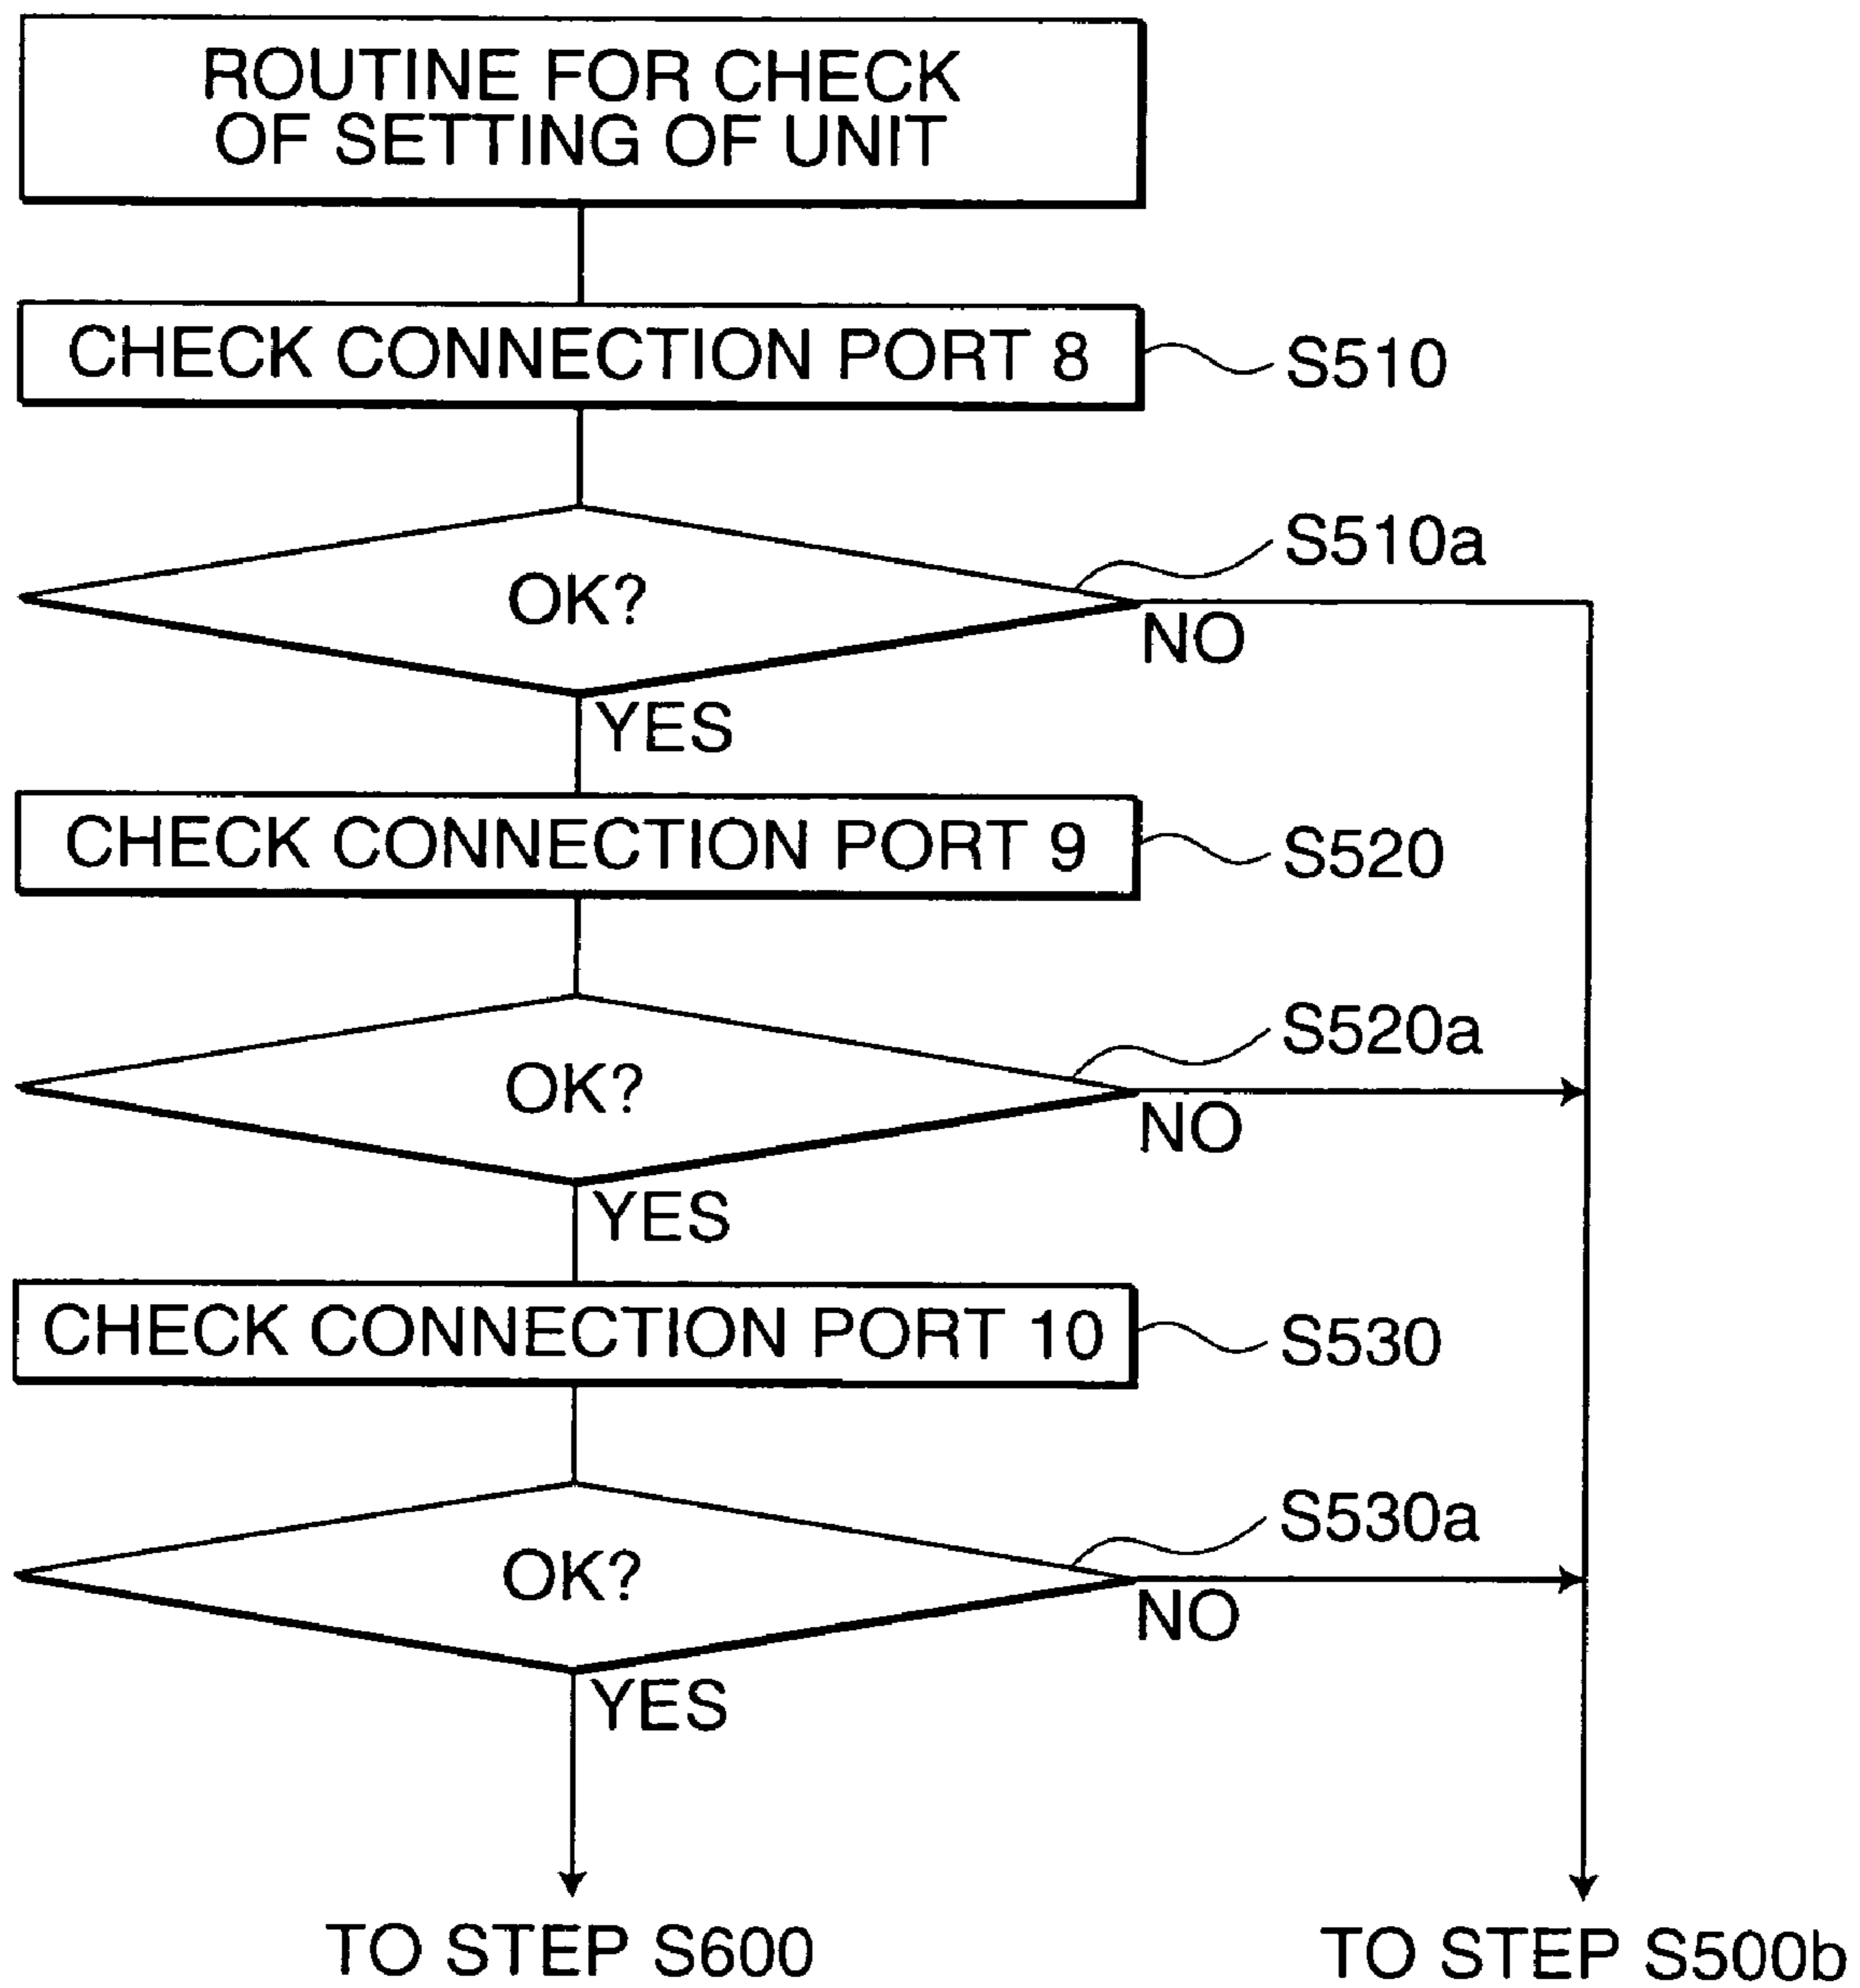 ROUTINE FOR CHECK
OF SETTING OF UNIT
CHECK CONNECTION PORT 8
S510
S510a
OK?
NO
YES
CHECK CONNECTION PORT 9
S520
S520a
OK?
NO
YES
CHECK CONNECTION PORT 10
S530
S530a
OK?
NO
YES
TO STEP S600
TO STEP S500b